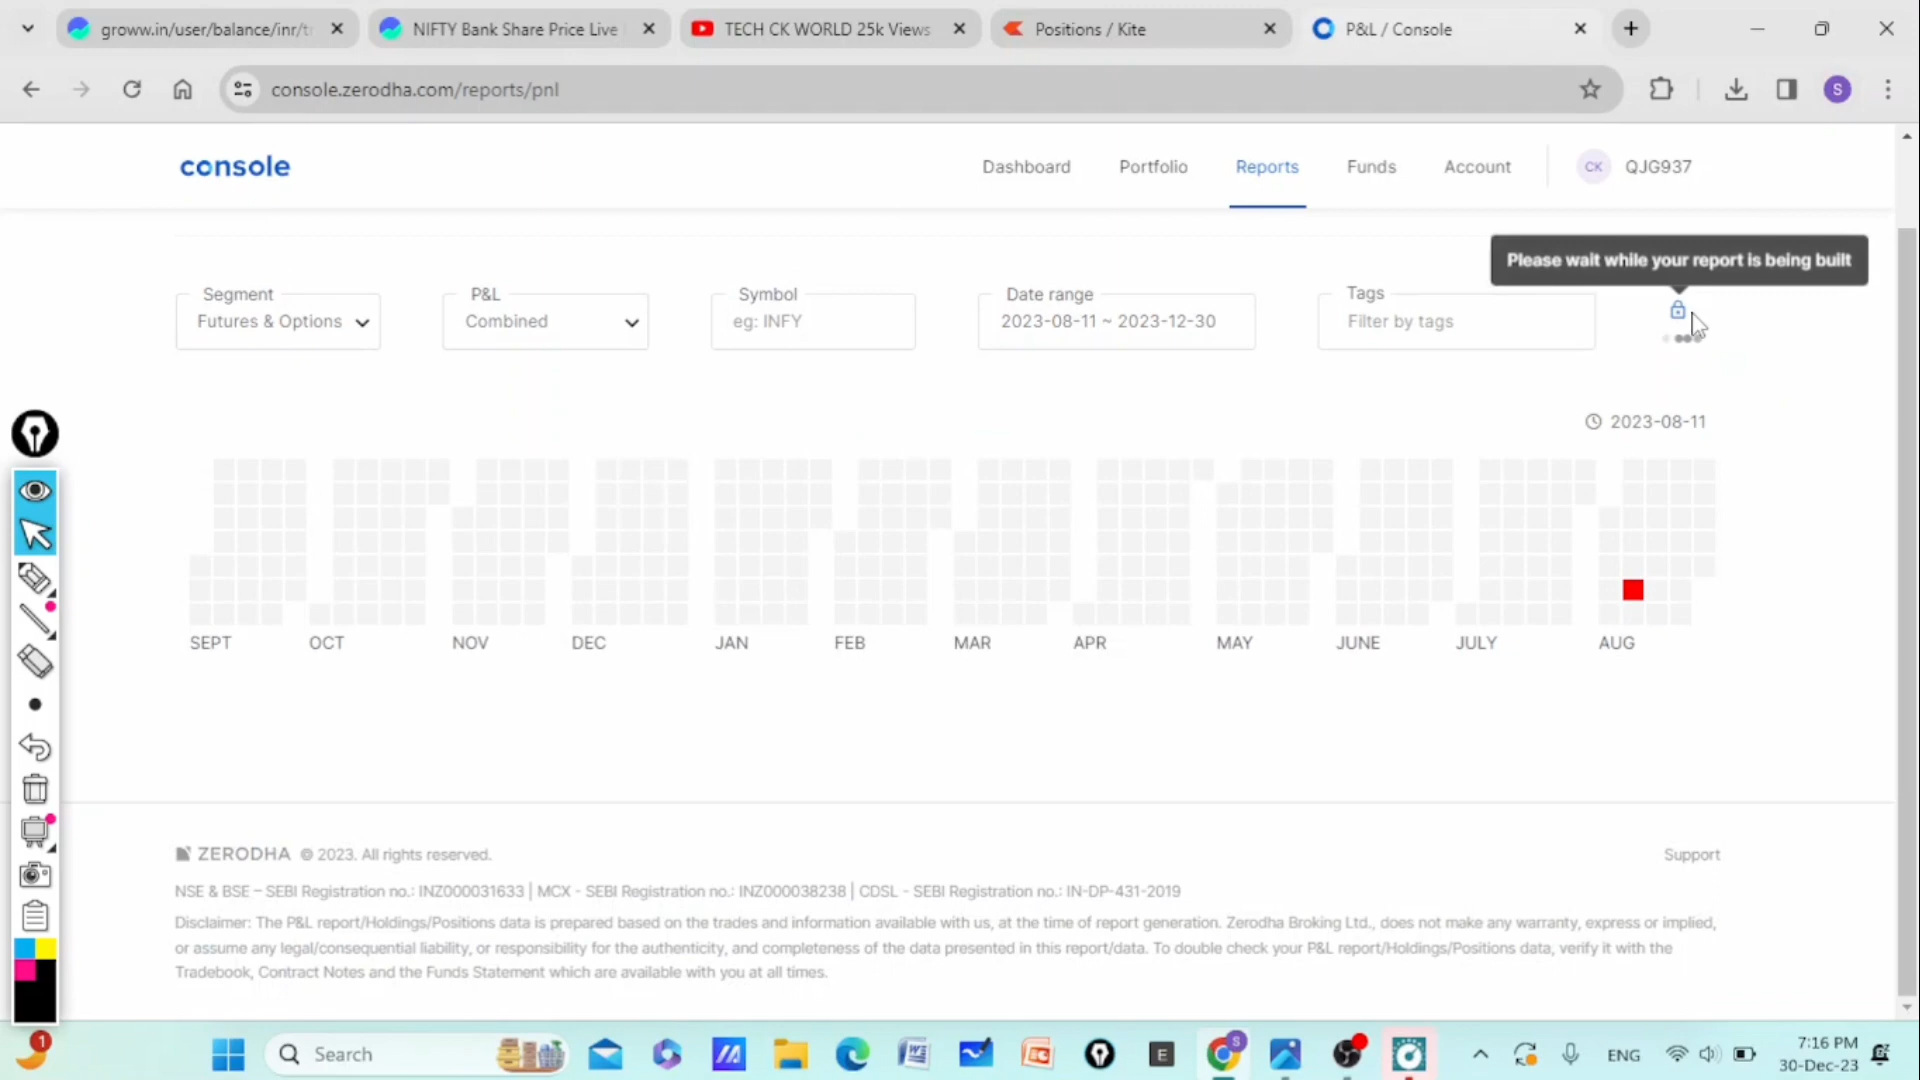 groww.in/user/balance/inr/tr
NIFTY Bank Share Price Live
TECH CK WORLD 25k Views
Positions / Kite
P&L / Console
console.zerodha.com/reports/pnl
console
Dashboard
Portfolio
Reports
Funds
Account
CK
QJG937
Please wait while your report is being built
Segment
Futures & Options
P&L
Combined
Symbol
eg: INFY
Date range
2023-08-11 ~ 2023-12-30
Tags
Filter by tags
2023-08-11
SEPT OCT NOV DEC JAN FEB MAR APR MAY JUNE JULY AUG
ZERODHA © 2023. All rights reserved.
Support
NSE & BSE – SEBI Registration no.: INZ000031633 | MCX - SEBI Registration no.: INZ000038238 | CDSL - SEBI Registration no.: IN-DP-431-2019
Disclaimer: The P&L report/Holdings/Positions data is prepared based on the trades and information available with us, at the time of report generation. Zerodha Broking Ltd., does not make any warranty, express or implied,
or assume any legal/consequential liability, or responsibility for the authenticity, and completeness of the data presented in this report/data. To double check your P&L report/Holdings/Positions data, verify it with the
Tradebook, Contract Notes and the Funds Statement which are available with you at all times.
1
Search
S
E
S
ENG
7:16 PM
30-Dec-23